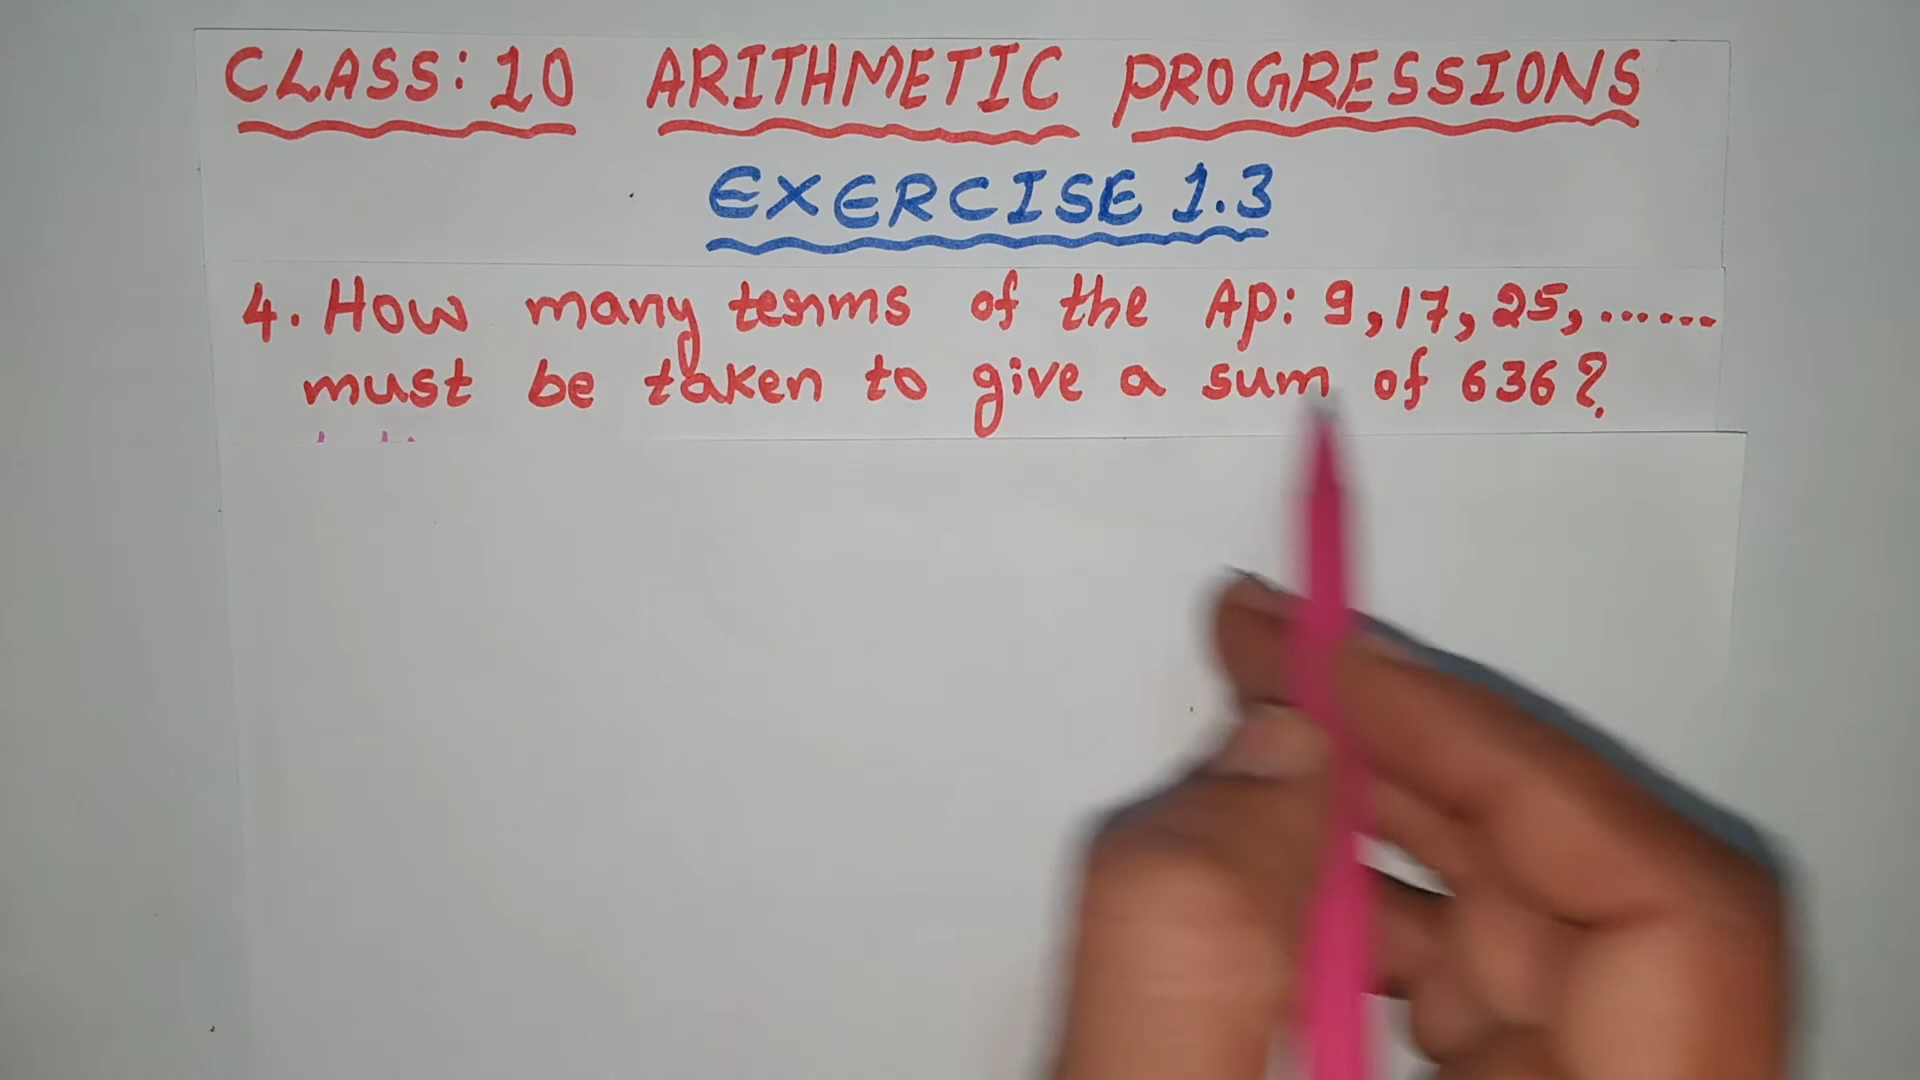 CLASS: 10 ARITHMETIC PROGRESSIONS
EXERCISE 1.3
4. How many terms of the Ap: 9, 17, 25, ......
must be taken to give a sum of 636?